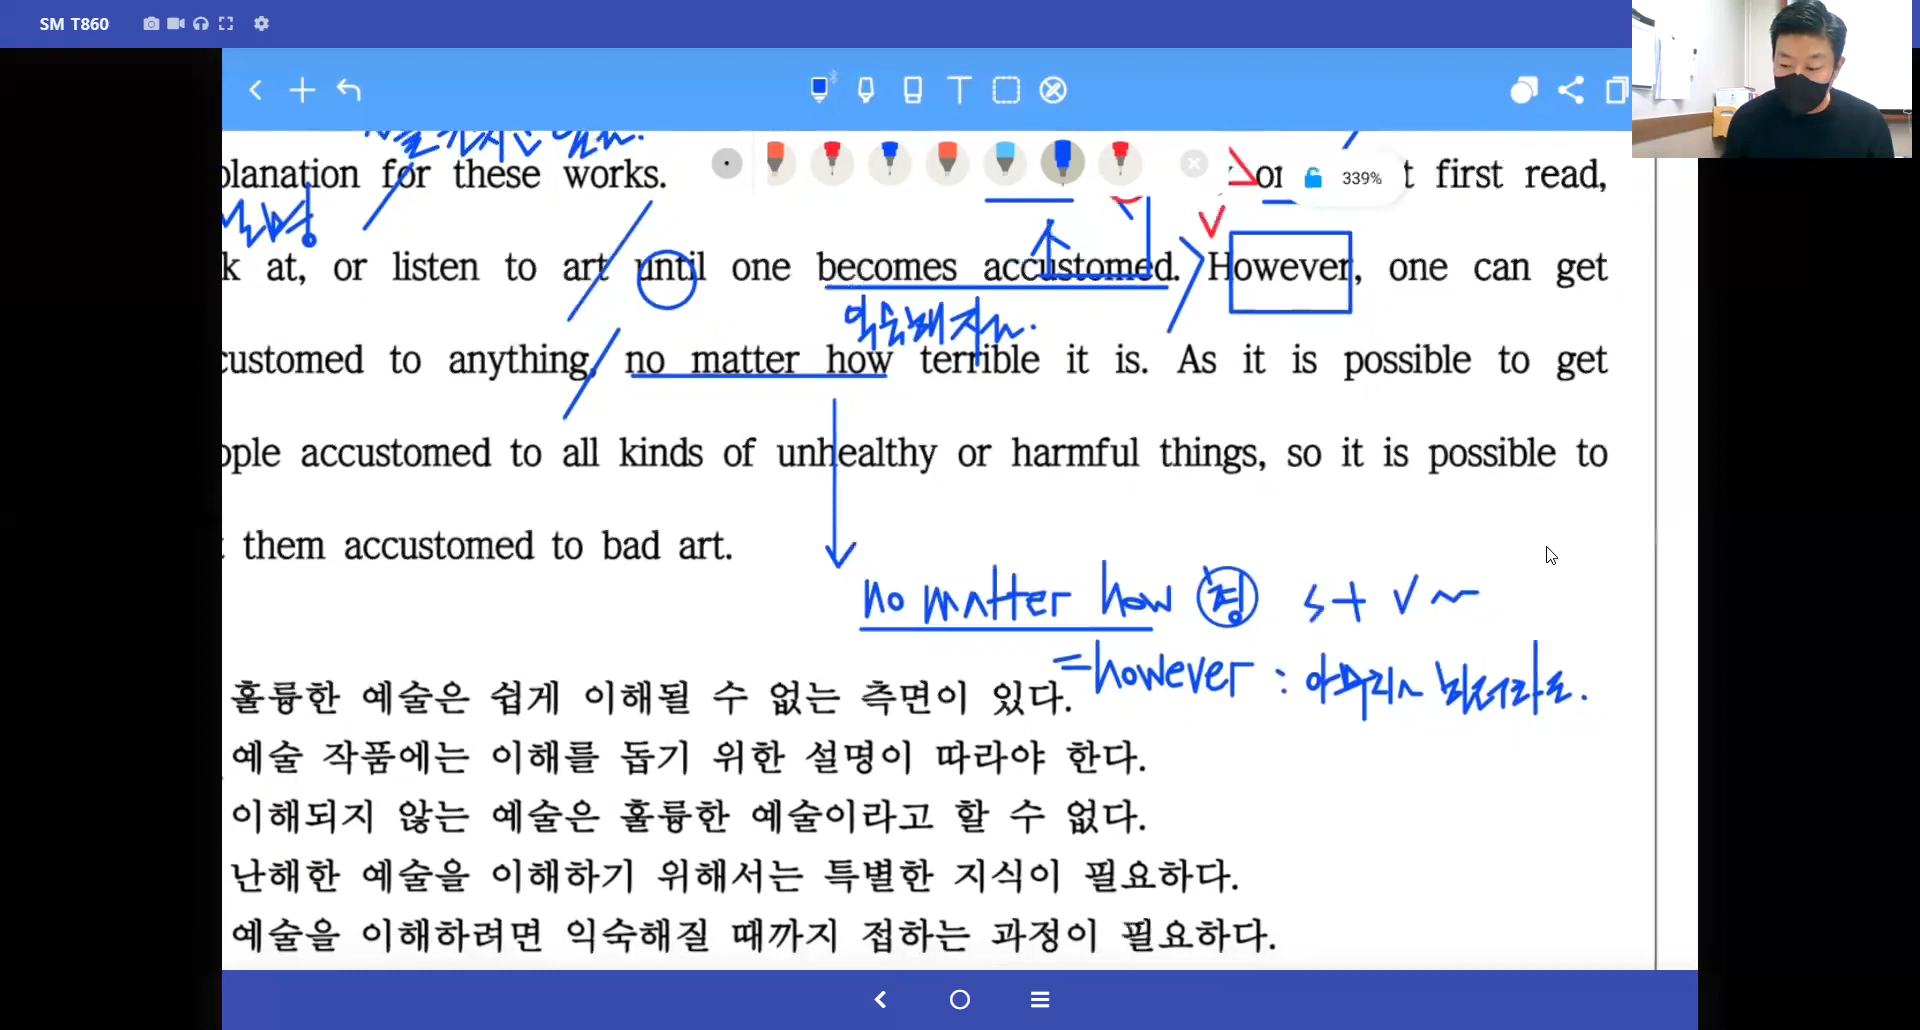 SM T860
planation for these works.
339%
t first read,
설명
k at, or listen to art until one becomes accustomed. However, one can get
익숙해지는.
customed to anything, no matter how terrible it is. As it is possible to get
ople accustomed to all kinds of unhealthy or harmful things, so it is possible to
them accustomed to bad art.
no matter how 형 s + v ~
= however : 아무리 ~ 하더라도.
훌륭한 예술은 쉽게 이해될 수 없는 측면이 있다.
예술 작품에는 이해를 돕기 위한 설명이 따라야 한다.
이해되지 않는 예술은 훌륭한 예술이라고 할 수 없다.
난해한 예술을 이해하기 위해서는 특별한 지식이 필요하다.
예술을 이해하려면 익숙해질 때까지 접하는 과정이 필요하다.